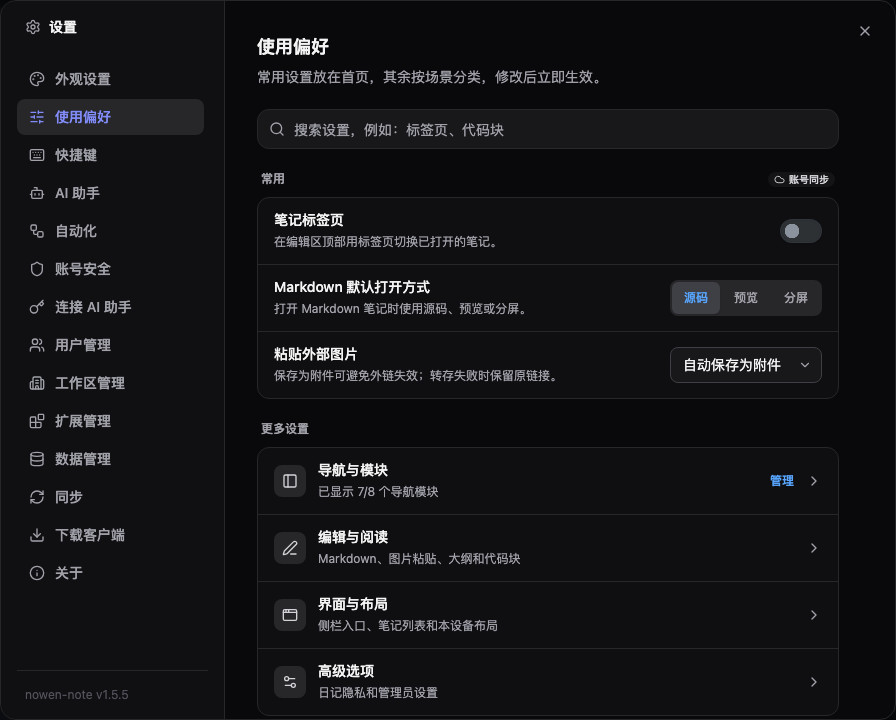 设置
外观设置
使用偏好
快捷键
AI 助手
自动化
账号安全
连接 AI 助手
用户管理
工作区管理
扩展管理
数据管理
同步
下载客户端
关于
nowen-note v1.5.5
使用偏好
常用设置放在首页，其余按场景分类，修改后立即生效。
搜索设置，例如：标签页、代码块
常用
账号同步
笔记标签页
在编辑区顶部用标签页切换已打开的笔记。
Markdown 默认打开方式
打开 Markdown 笔记时使用源码、预览或分屏。
源码 预览 分屏
粘贴外部图片
保存为附件可避免外链失效；转存失败时保留原链接。
自动保存为附件
更多设置
导航与模块
已显示 7/8 个导航模块
管理
编辑与阅读
Markdown、图片粘贴、大纲和代码块
界面与布局
侧栏入口、笔记列表和本设备布局
高级选项
日记隐私和管理员设置